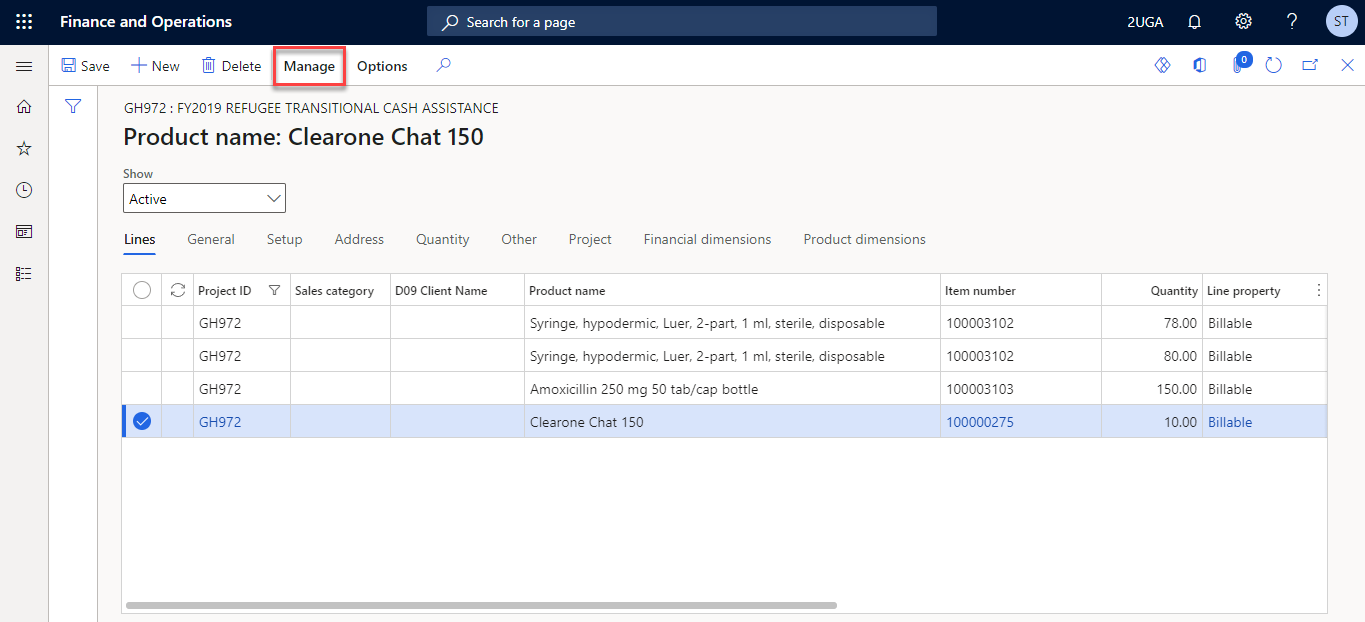 Finance and Operations
Search for a page
2UGA
?
ST
Save
New
Delete
Manage
Options
0
GH972 : FY2019 REFUGEE TRANSITIONAL CASH ASSISTANCE
Product name: Clearone Chat 150
Show
Active
Lines General Setup Address Quantity Other Project Financial dimensions Product dimensions
Project ID Sales category D09 Client Name Product name Item number Quantity Line property
GH972 Syringe, hypodermic, Luer, 2-part, 1 ml, sterile, disposable 100003102 78.00 Billable
GH972 Syringe, hypodermic, Luer, 2-part, 1 ml, sterile, disposable 100003102 80.00 Billable
GH972 Amoxicillin 250 mg 50 tab/cap bottle 100003103 150.00 Billable
GH972 Clearone Chat 150 100000275 10.00 Billable